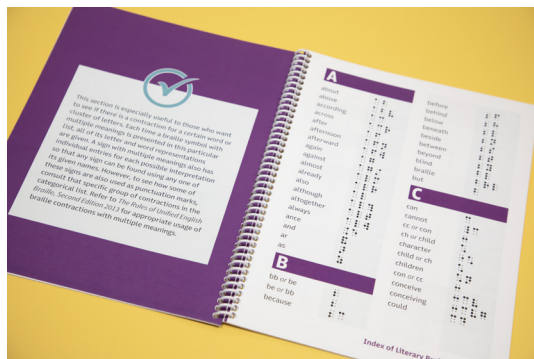 This section is especially useful to those who want
to see if there is a contraction for a certain word or
cluster of letters. Each time a braille symbol with
multiple meanings is presented in this particular
list, all of its letter and word representations
are given. A sign with multiple meanings also has
individual entries for each possible interpretation
so that any sign can be found using any one of
its given names. However, to see how some of
these signs are also used as punctuation marks,
consult that specific group of contractions in the
categorical list. Refer to The Rules of Unified English
Braille, Second Edition 2013 for appropriate usage of
braille contractions with multiple meanings.
A
about
above
according
across
after
afternoon
afterward
again
against
almost
already
also
although
altogether
always
ance
and
ar
as
B
bb or be
be or bb
because
before
behind
below
beneath
beside
between
beyond
blind
braille
but
C
can
cannot
cc or con
ch or child
character
child or ch
children
con or cc
conceive
conceiving
could
Index of Literary